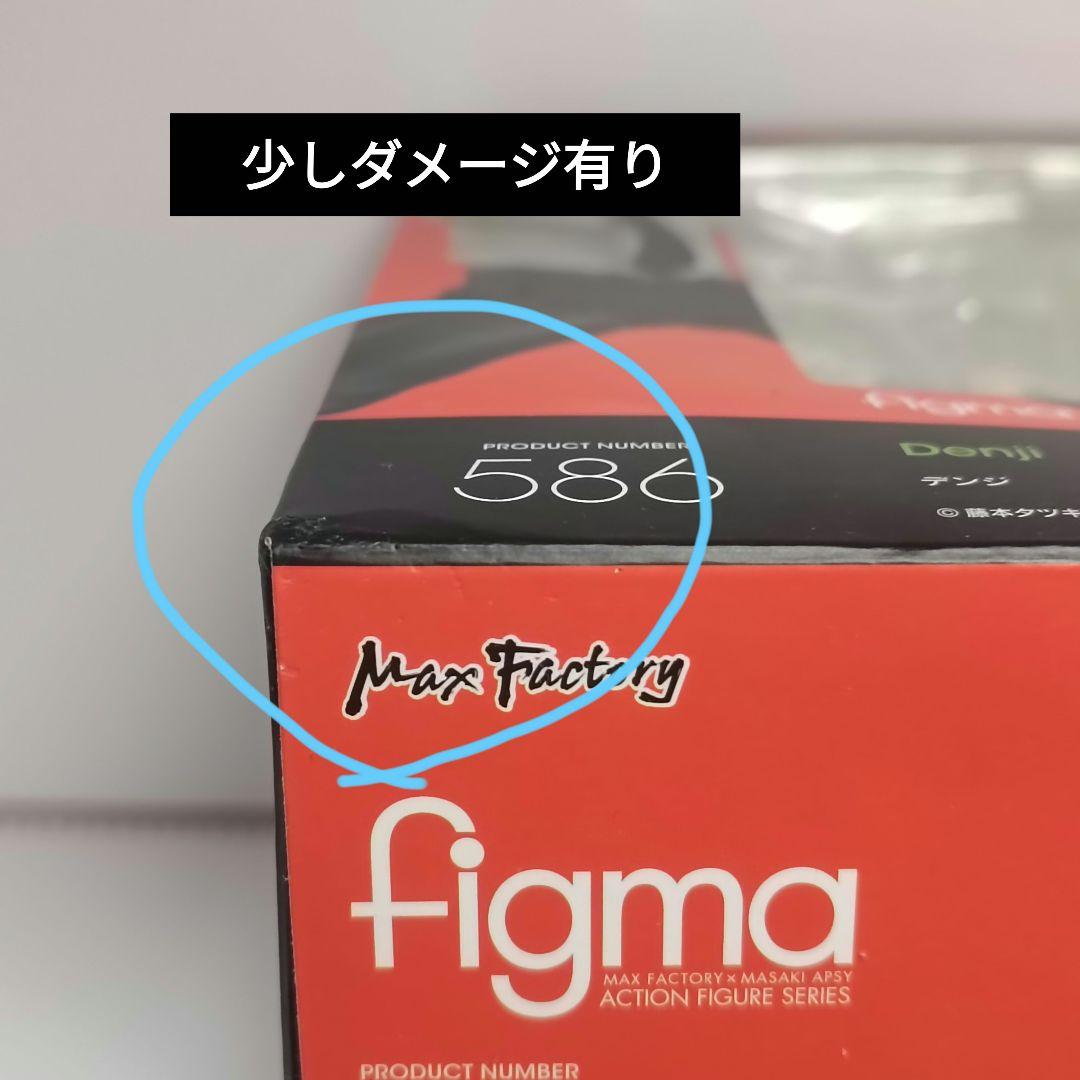 少しダメージ有り
figma
PRODUCT NUMBER
586
Denji
デンジ
© 藤本タツキ
Max Factory
figma
MAX FACTORY×MASAKI APSY
ACTION FIGURE SERIES
PRODUCT NUMBER